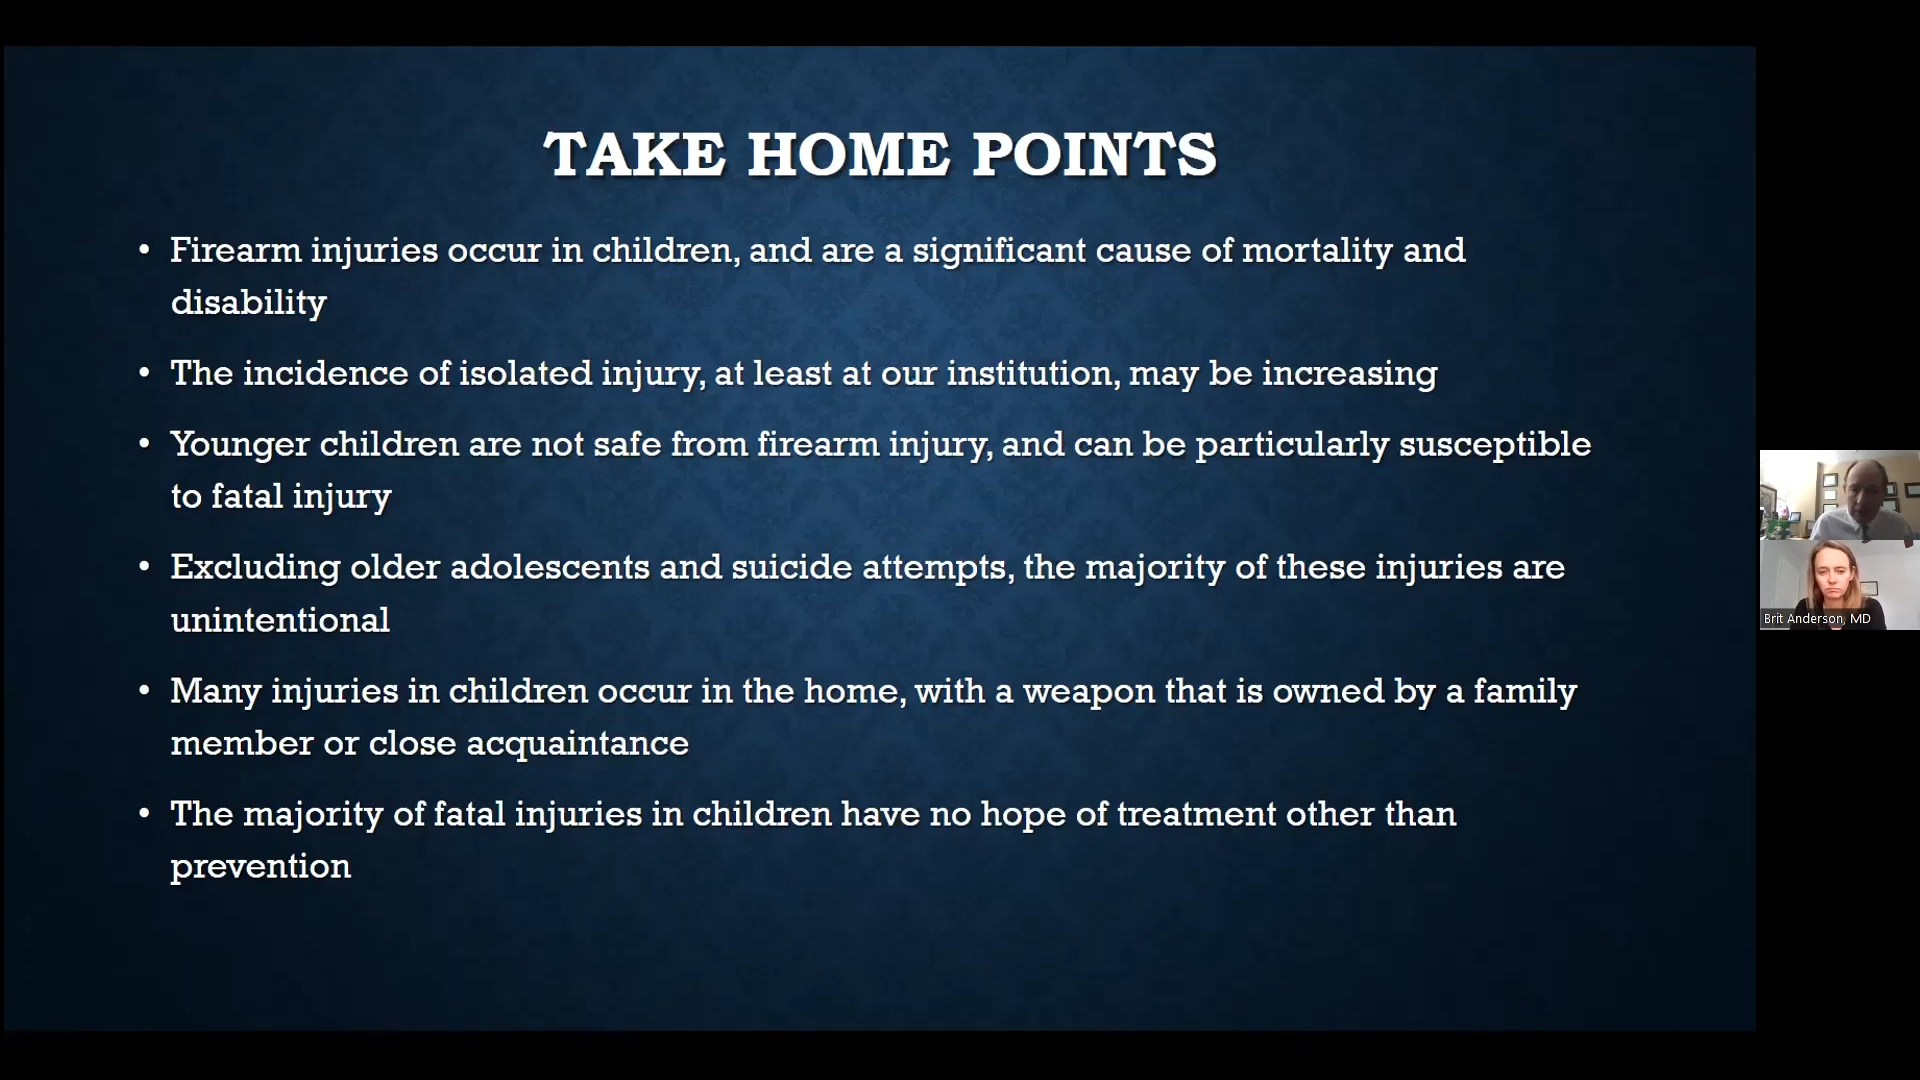 TAKE HOME POINTS
• Firearm injuries occur in children, and are a significant cause of mortality and
disability
• The incidence of isolated injury, at least at our institution, may be increasing
• Younger children are not safe from firearm injury, and can be particularly susceptible
to fatal injury
• Excluding older adolescents and suicide attempts, the majority of these injuries are
unintentional
• Many injuries in children occur in the home, with a weapon that is owned by a family
member or close acquaintance
• The majority of fatal injuries in children have no hope of treatment other than
prevention
Brit Anderson, MD